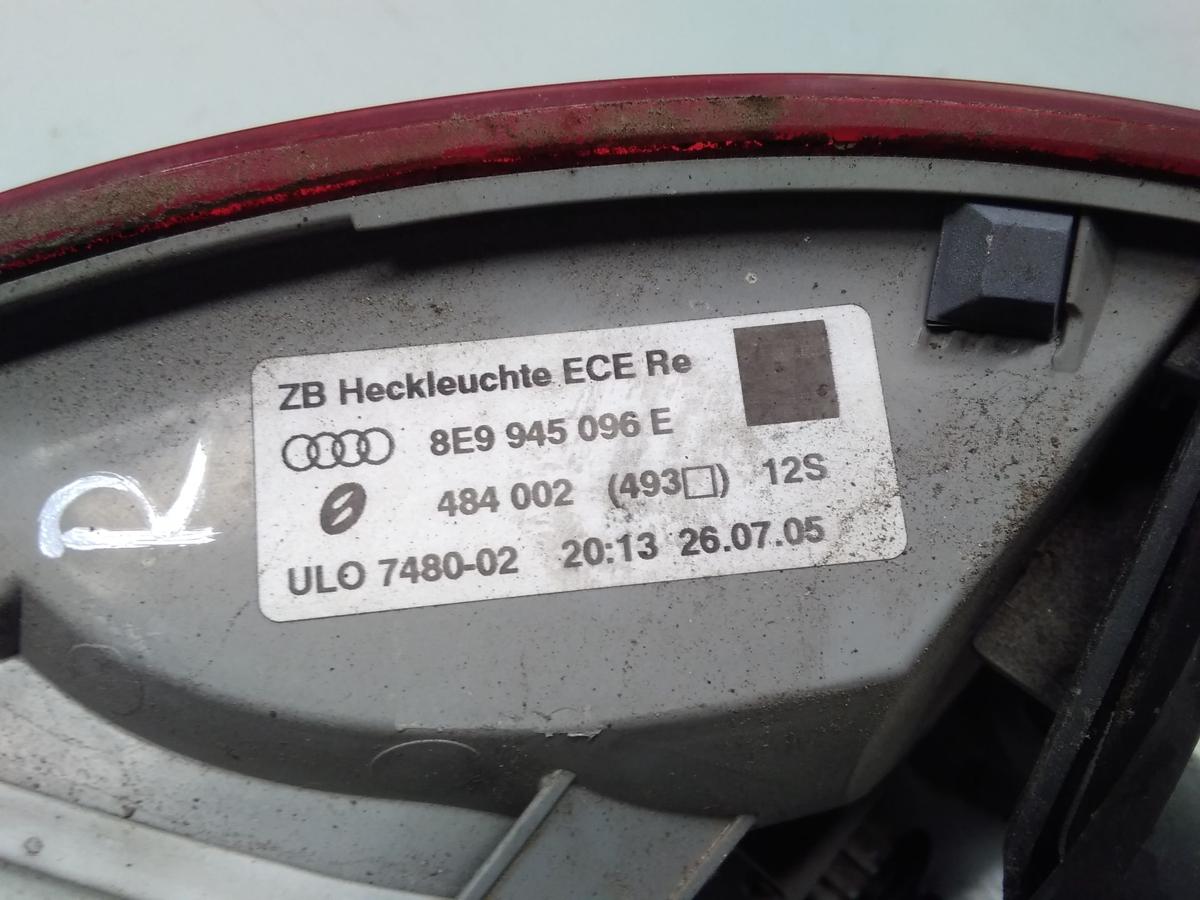 ZB Heckleuchte ECE Re
8E9 945 096 E
484 002 (493□) 12S
ULO 7480-02 20:13 26.07.05
R